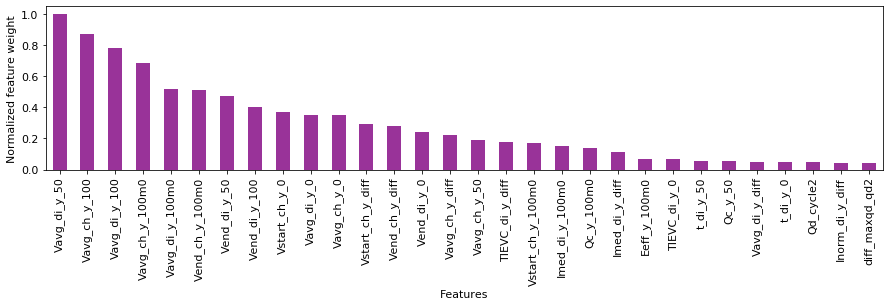 Normalized feature weight
1.0
0.8
0.6
0.4
0.2
0.0
Vavg_di_y_50
Vavg_ch_y_100
Vavg_di_y_100
Vavg_ch_y_100m0
Vavg_di_y_100m0
Vend_ch_y_100m0
Vend_di_y_50
Vend_di_y_100
Vstart_ch_y_0
Vavg_di_y_0
Vavg_ch_y_0
Vstart_ch_y_diff
Vend_ch_y_diff
Vend_di_y_0
Vavg_ch_y_diff
Vavg_ch_y_50
TIEVC_di_y_diff
Vstart_ch_y_100m0
Imed_di_y_100m0
Qc_y_100m0
Imed_di_y_diff
Eeff_y_100m0
TIEVC_di_y_0
t_di_y_50
Qc_y_50
Vavg_di_y_diff
t_di_y_0
Qd_cycle2
Inorm_di_y_diff
diff_maxqd_qd2
Features